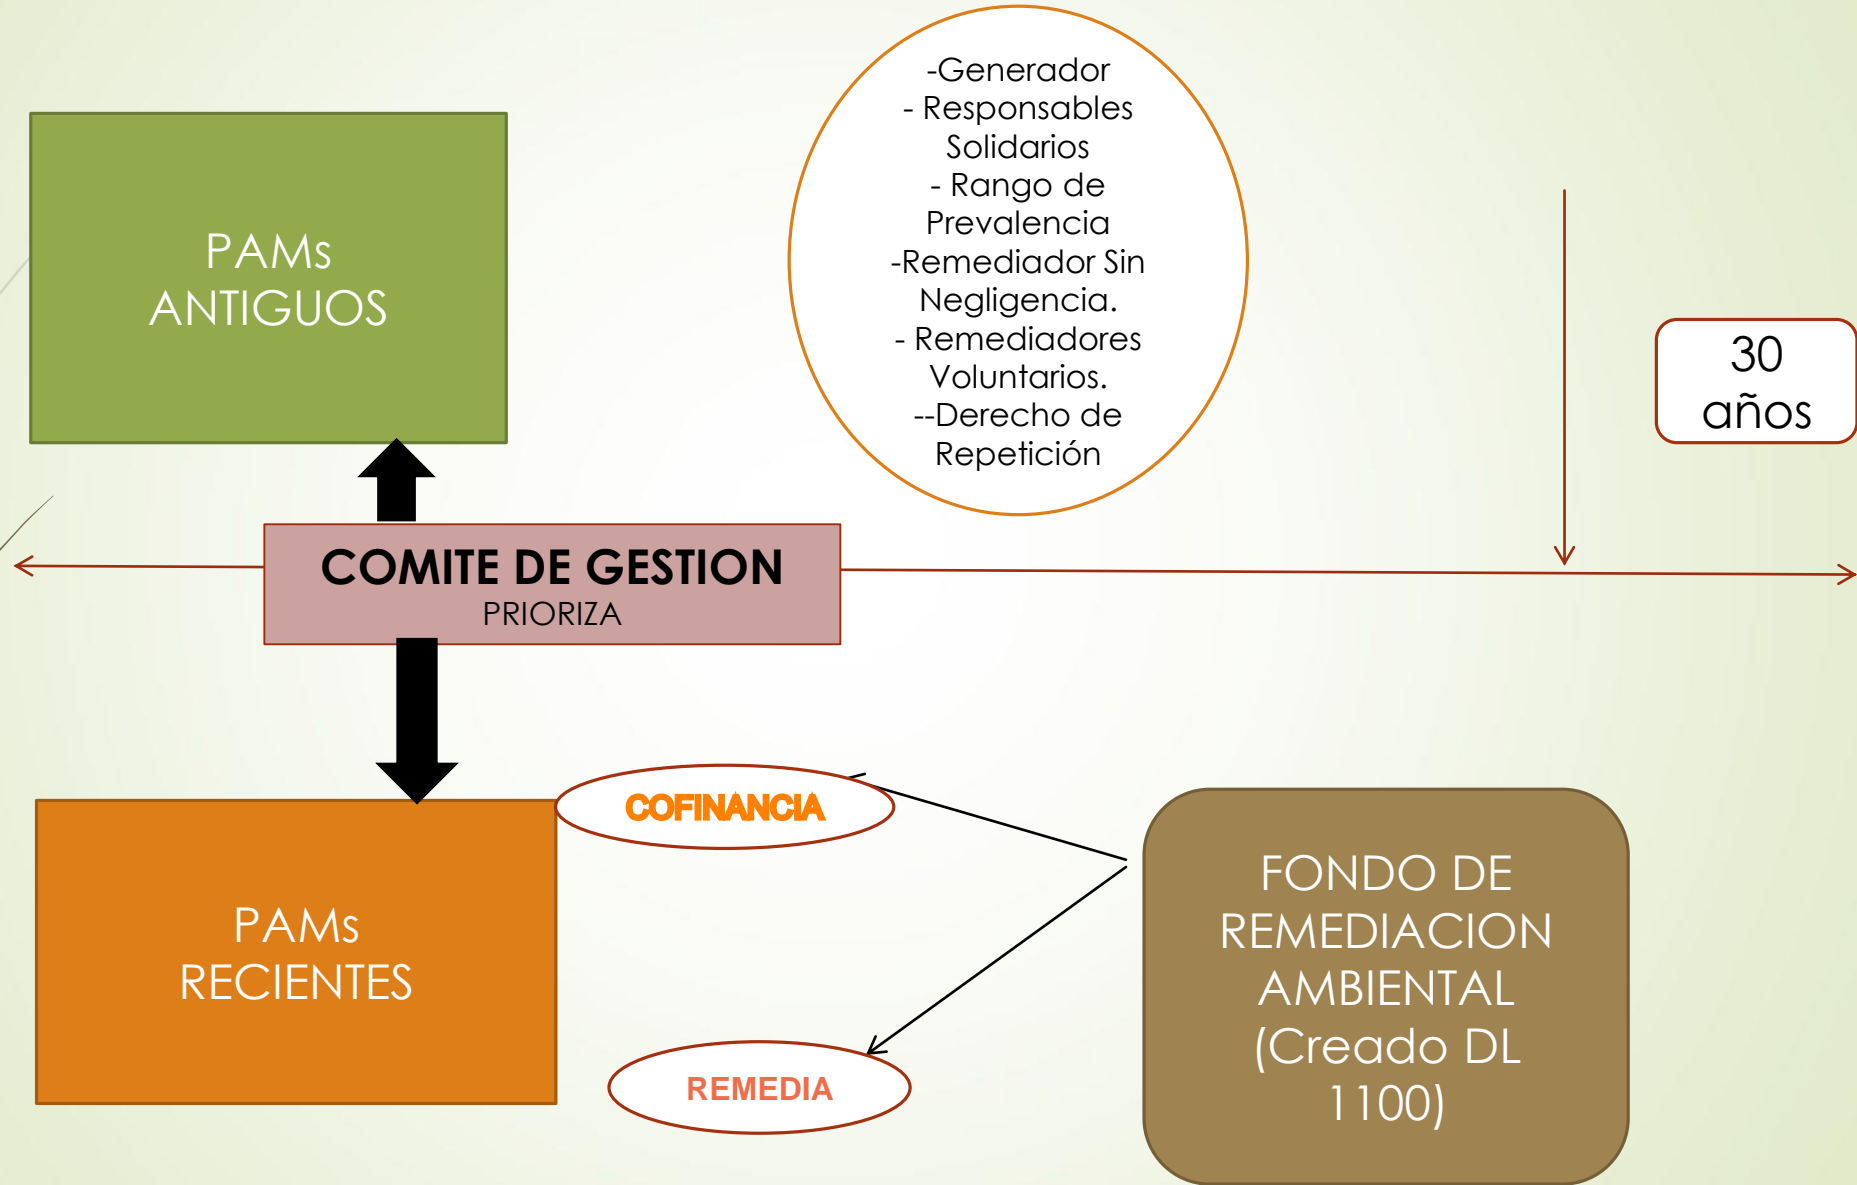 -Generador
- Responsables
Solidarios
- Rango de
Prevalencia
-Remediador Sin
Negligencia.
- Remediadores
Voluntarios.
--Derecho de
Repetición
PAMs
ANTIGUOS
30
años
COMITE DE GESTION
PRIORIZA
COFINANCIA
PAMs
RECIENTES
REMEDIA
FONDO DE
REMEDIACION
AMBIENTAL
(Creado DL
1100)